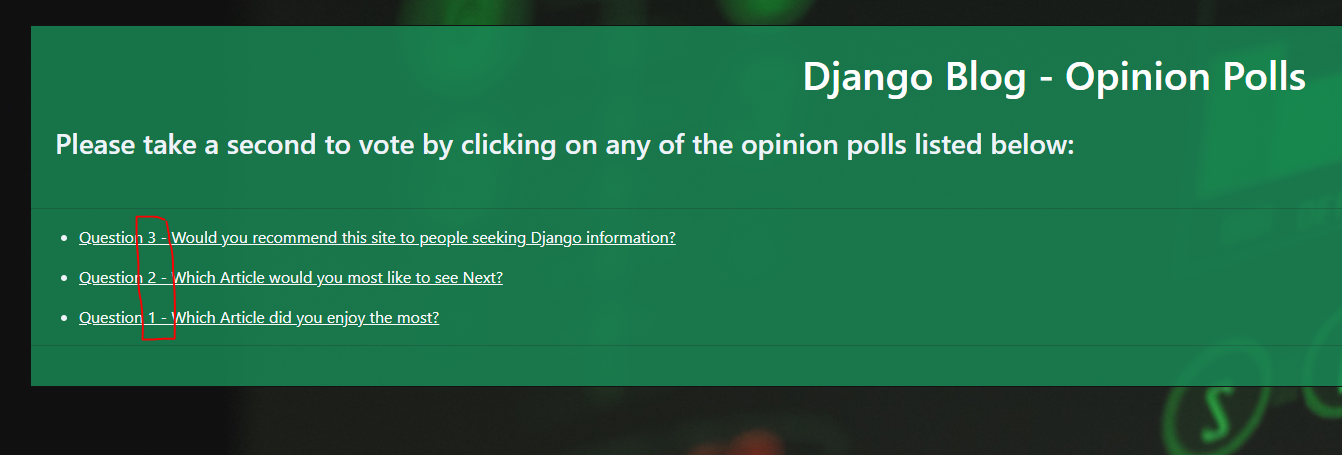 Django Blog - Opinion Polls
Please take a second to vote by clicking on any of the opinion polls listed below:
Question 3 - Would you recommend this site to people seeking Django information?
Question 2 - Which Article would you most like to see Next?
Question 1 - Which Article did you enjoy the most?
S